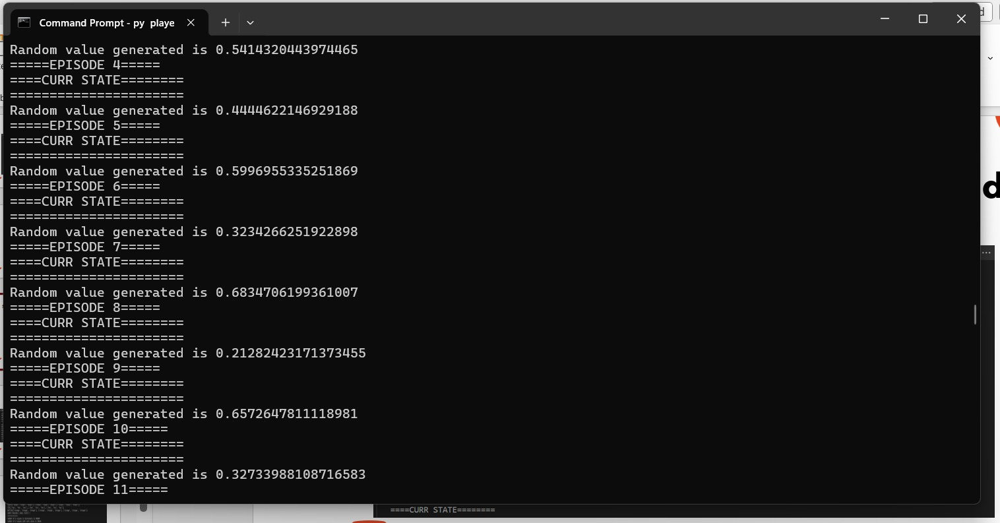 Command Prompt - py playe
Random value generated is 0.5414320443974465
=====EPISODE 4=====
====CURR STATE========
======================
Random value generated is 0.4444622146929188
=====EPISODE 5=====
====CURR STATE========
======================
Random value generated is 0.5996955335251869
=====EPISODE 6=====
====CURR STATE========
======================
Random value generated is 0.3234266251922898
=====EPISODE 7=====
====CURR STATE========
======================
Random value generated is 0.6834706199361007
=====EPISODE 8=====
====CURR STATE========
======================
Random value generated is 0.21282423171373455
=====EPISODE 9=====
====CURR STATE========
======================
Random value generated is 0.6572647811118981
=====EPISODE 10=====
====CURR STATE========
======================
Random value generated is 0.32733988108716583
=====EPISODE 11=====
====CURR STATE========